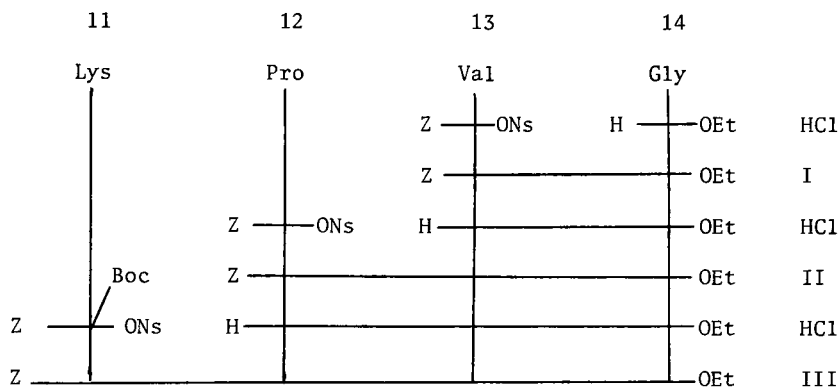 11 12 13 14
Lys Pro Val Gly
Z ONs H OEt HCl
Z OEt I
Z ONs H OEt HCl
Z OEt II
Boc
Z ONs H OEt HCl
Z OEt III